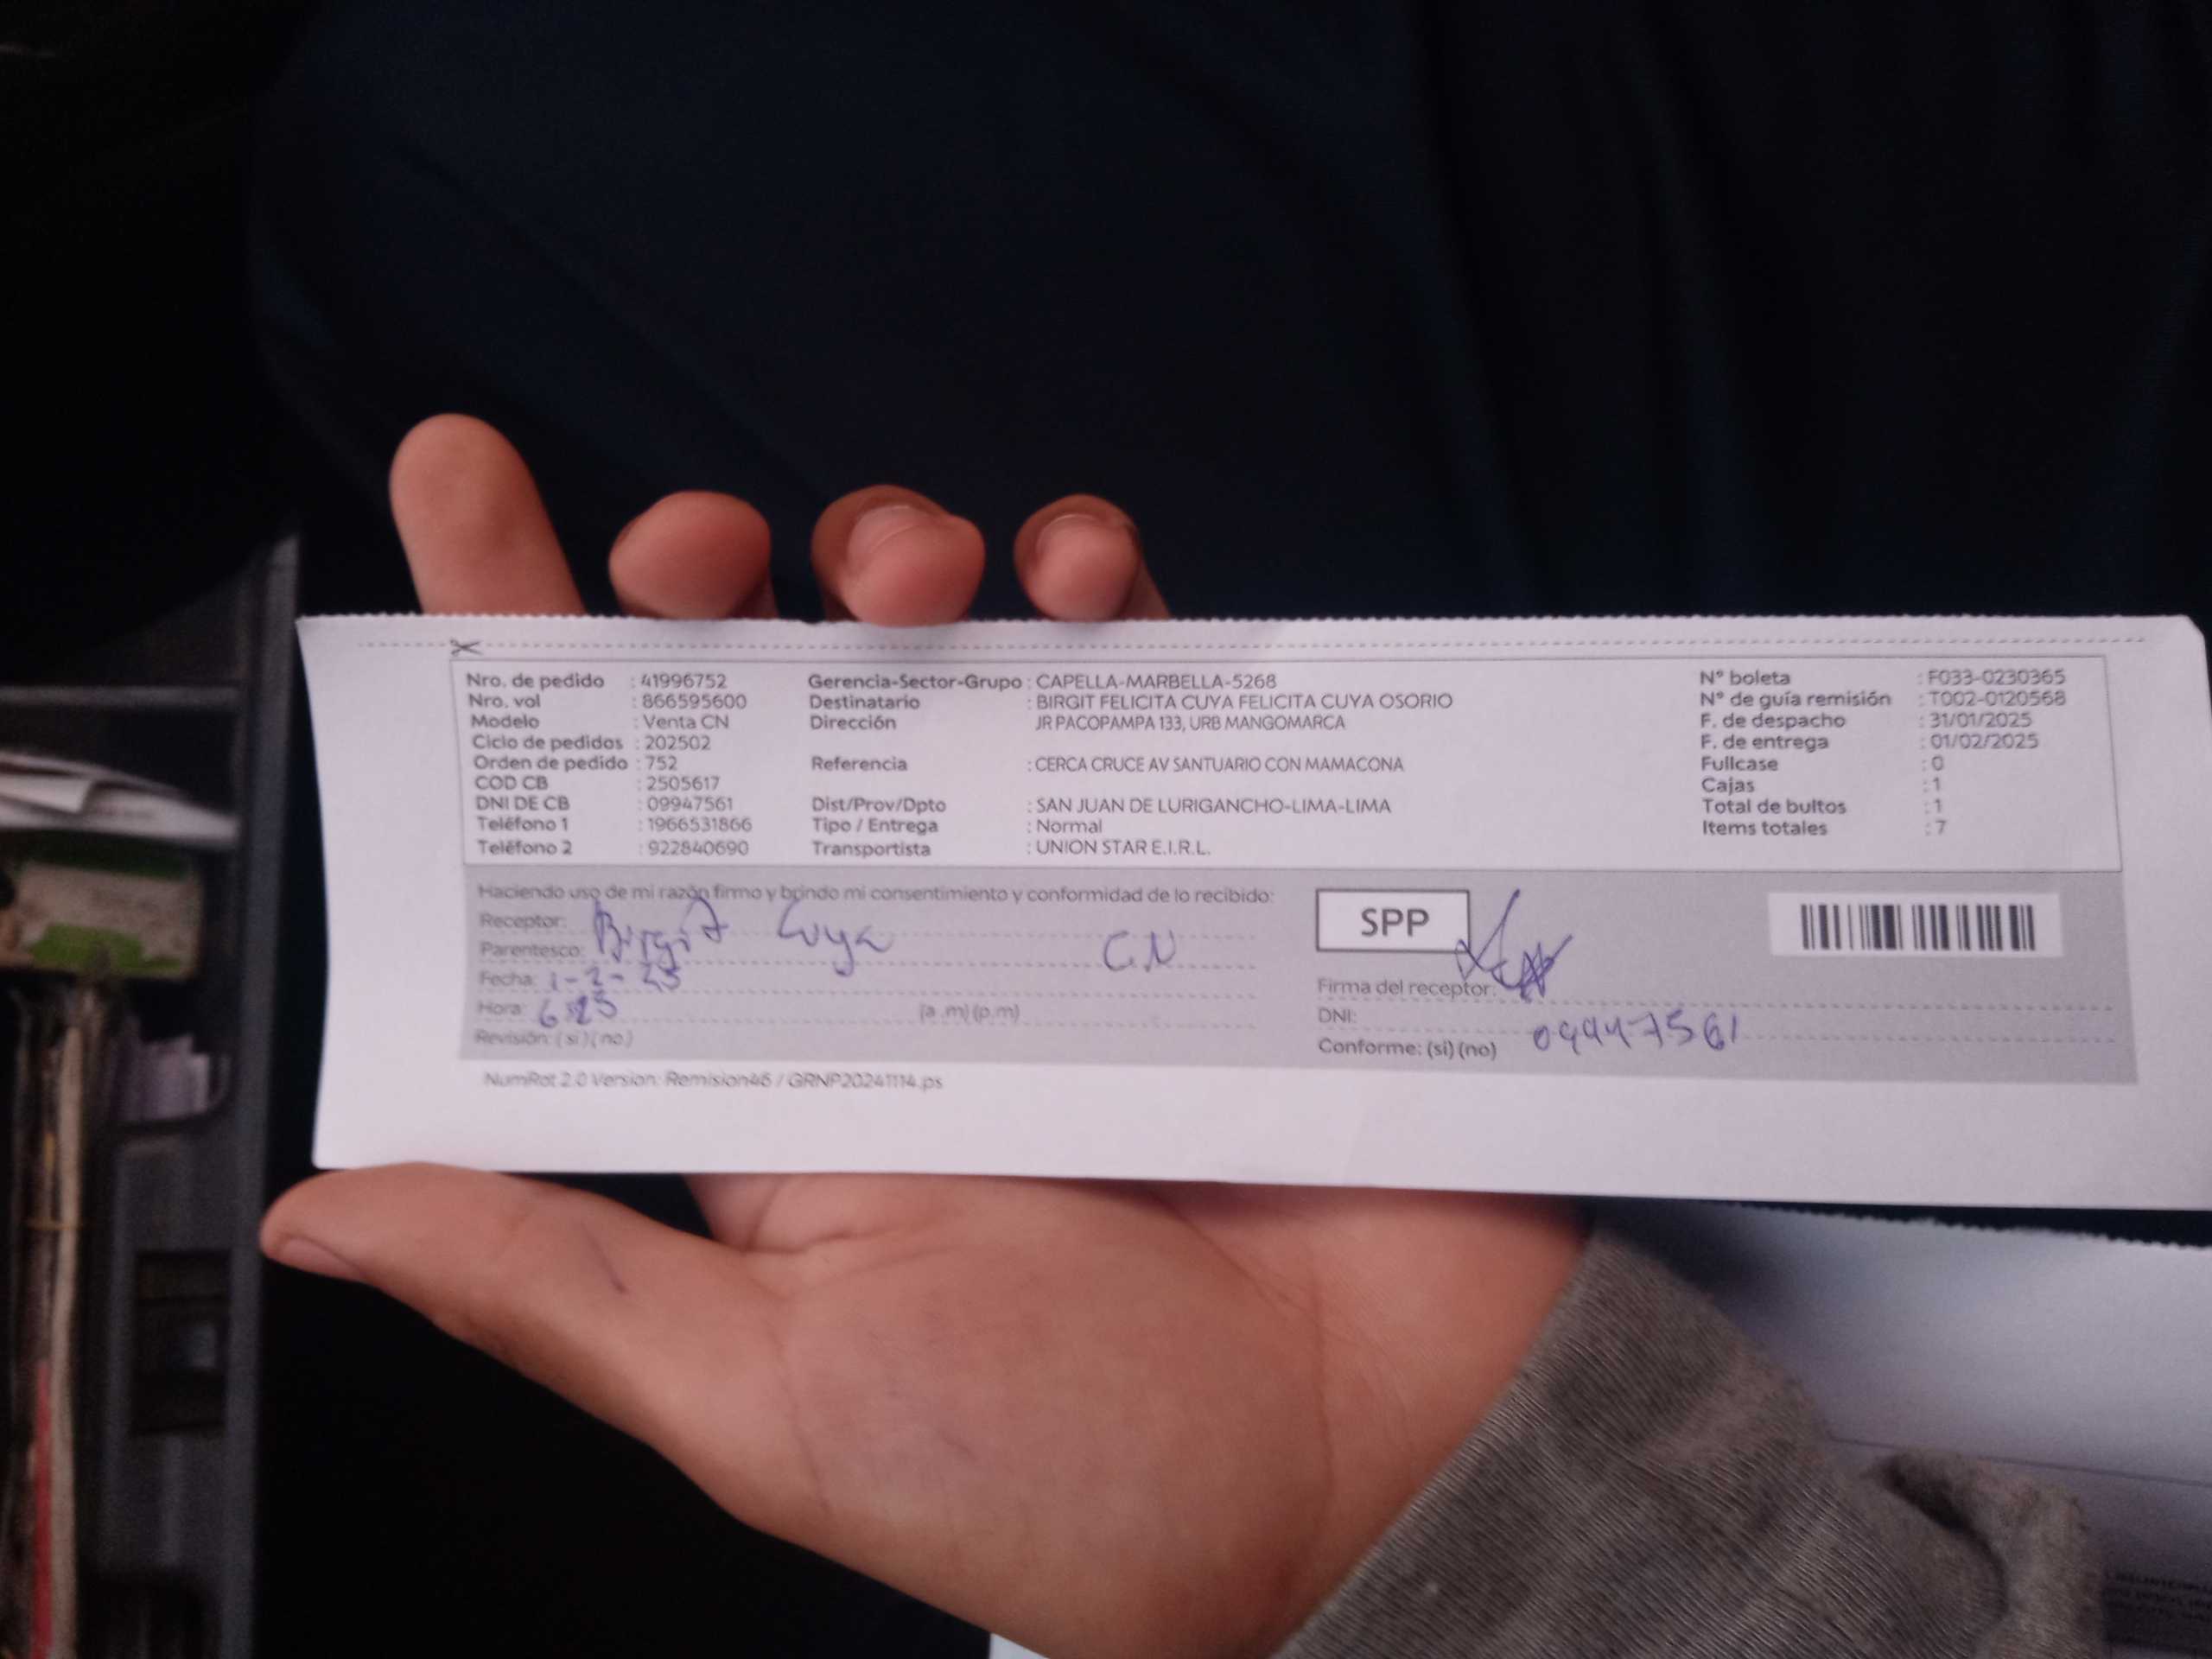 Nro. de pedido : 41996752 Gerencia-Sector-Grupo : CAPELLA-MARBELLA-5268 N° boleta : F033-0230365
Nro. vol : 866595600 Destinatario : BIRGIT FELICITA CUYA FELICITA CUYA OSORIO N° de guía remisión : T002-0120568
Modelo : Venta CN Dirección JR PACOPAMPA 133, URB MANGOMARCA F. de despacho : 31/01/2025
Ciclo de pedidos : 202502 F. de entrega : 01/02/2025
Orden de pedido : 752 Referencia : CERCA CRUCE AV SANTUARIO CON MAMACONA Fullcase : 0
COD CB : 2505617 Cajas : 1
DNI DE CB : 09947561 Dist/Prov/Dpto : SAN JUAN DE LURIGANCHO-LIMA-LIMA Total de bultos : 1
Teléfono 1 : 1966531866 Tipo / Entrega : Normal Items totales : 7
Teléfono 2 : 922840690 Transportista : UNION STAR E.I.R.L.
Haciendo uso de mi razón firmo y brindo mi consentimiento y conformidad de lo recibido:
SPP
Receptor: Birgit Cuya C.N
Parentesco:
Fecha: 1-2-25
Firma del receptor:
Hora: 6:25 (a.m) (p.m)
DNI: 09947561
Revisión: (si) (no)
Conforme: (si) (no)
NumRot 2.0 Version: Remision46 / GRNP20241114.ps